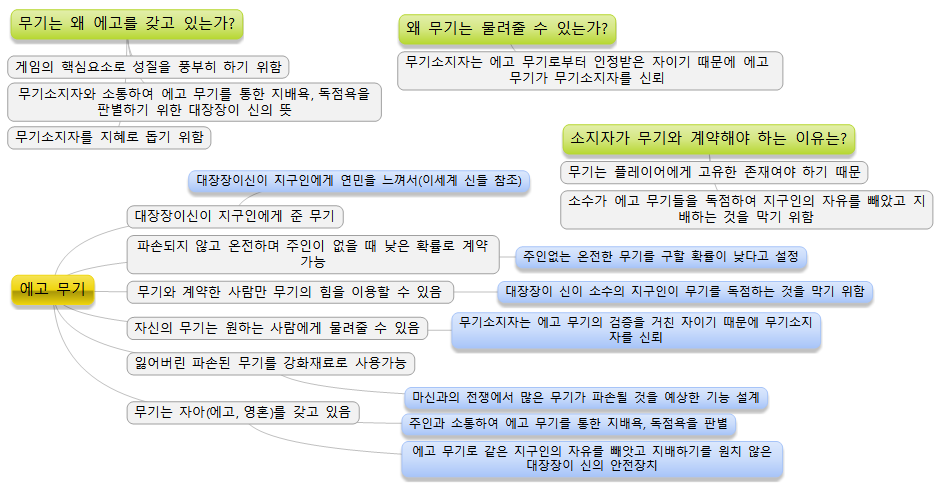 무기는 왜 에고를 갖고 있는가?
게임의 핵심요소로 성질을 풍부히 하기 위함
무기소지자와 소통하여 에고 무기를 통한 지배욕, 독점욕을
판별하기 위한 대장장이 신의 뜻
무기소지자를 지혜로 돕기 위함
왜 무기는 물려줄 수 있는가?
무기소지자는 에고 무기로부터 인정받은 자이기 때문에 에고
무기가 무기소지자를 신뢰
소지자가 무기와 계약해야 하는 이유는?
무기는 플레이어에게 고유한 존재여야 하기 때문
소수가 에고 무기들을 독점하여 지구인의 자유를 빼았고 지
배하는 것을 막기 위함
에고 무기
대장장이신이 지구인에게 연민을 느껴서(이세계 신들 참조)
대장장이신이 지구인에게 준 무기
파손되지 않고 온전하며 주인이 없을 때 낮은 확률로 계약
가능
주인없는 온전한 무기를 구할 확률이 낮다고 설정
무기와 계약한 사람만 무기의 힘을 이용할 수 있음
대장장이 신이 소수의 지구인이 무기를 독점하는 것을 막기 위함
자신의 무기는 원하는 사람에게 물려줄 수 있음
무기소지자는 에고 무기의 검증을 거친 자이기 때문에 무기소지
자를 신뢰
잃어버린 파손된 무기를 강화재료로 사용가능
마신과의 전쟁에서 많은 무기가 파손될 것을 예상한 기능 설계
무기는 자아(에고, 영혼)를 갖고 있음
주인과 소통하여 에고 무기를 통한 지배욕, 독점욕을 판별
에고 무기로 같은 지구인의 자유를 빼앗고 지배하기를 원치 않은
대장장이 신의 안전장치